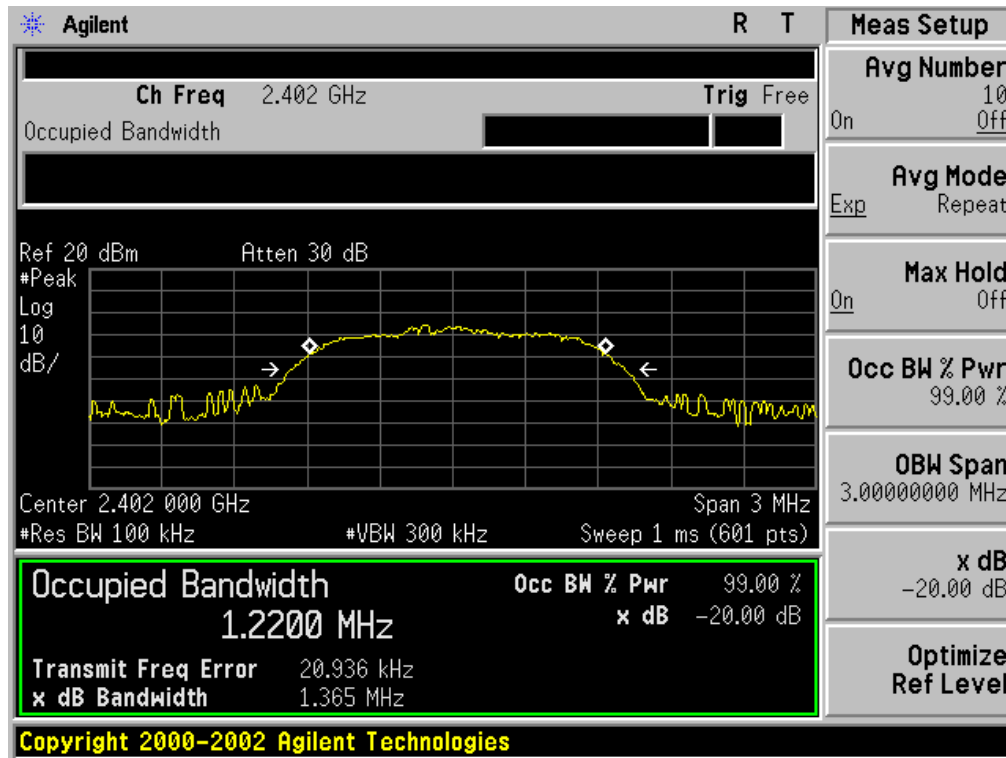 Agilent R T
Ch Freq 2.402 GHz Trig Free
Occupied Bandwidth
Ref 20 dBm Atten 30 dB
#Peak
Log
10
dB/
Center 2.402 000 GHz Span 3 MHz
#Res BW 100 kHz #VBW 300 kHz Sweep 1 ms (601 pts)
Occupied Bandwidth Occ BW % Pwr 99.00 %
1.2200 MHz x dB -20.00 dB
Transmit Freq Error 20.936 kHz
x dB Bandwidth 1.365 MHz
Copyright 2000-2002 Agilent Technologies
Meas Setup
Avg Number
10
On Off
Avg Mode
Exp Repeat
Max Hold
On Off
Occ BW % Pwr
99.00 %
OBW Span
3.00000000 MHz
x dB
-20.00 dB
Optimize
Ref Level